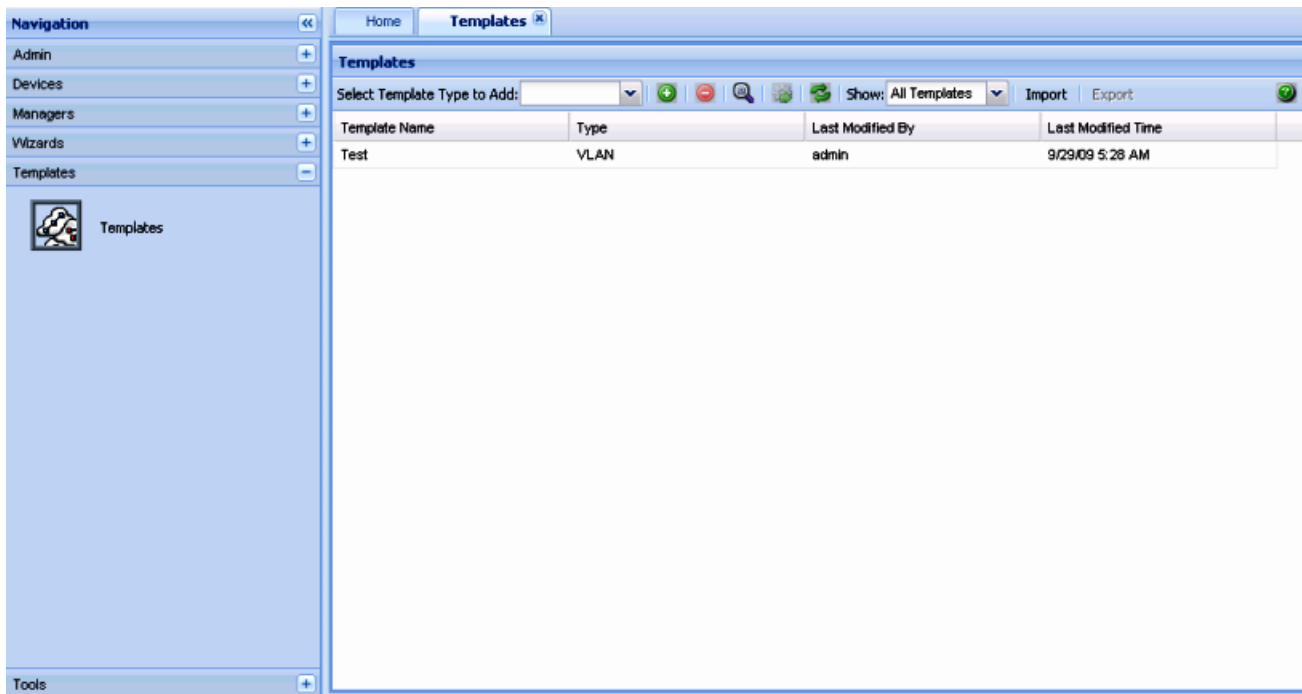 Navigation
Admin
Devices
Managers
Wizards
Templates
Templates
Tools
Home
Templates
Templates
Select Template Type to Add:
Show: All Templates
Import
Export
Template Name Type Last Modified By Last Modified Time
Test VLAN admin 9/29/09 5:28 AM